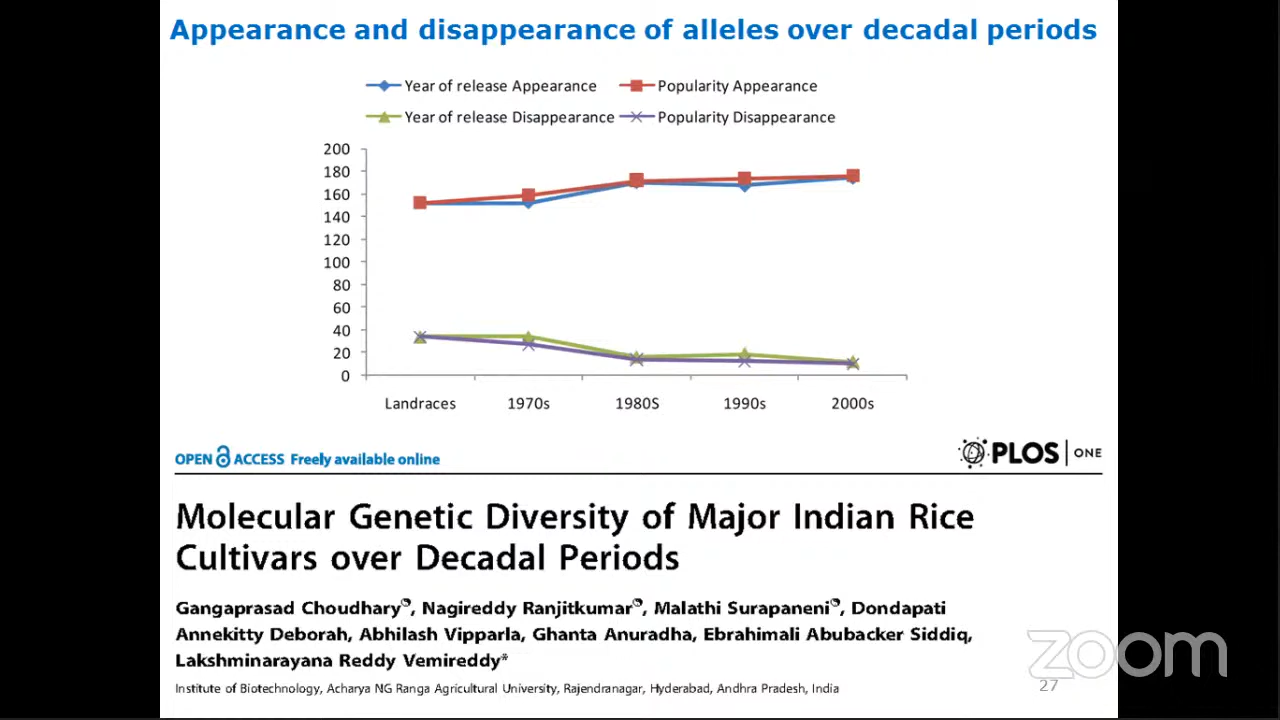 Appearance and disappearance of alleles over decadal periods
Year of release Appearance Popularity Appearance
Year of release Disappearance Popularity Disappearance
200
180
160
140
120
100
80
60
40
20
0
Landraces 1970s 1980S 1990s 2000s
OPEN ACCESS Freely available online PLOS ONE
Molecular Genetic Diversity of Major Indian Rice
Cultivars over Decadal Periods
Gangaprasad Choudhary, Nagireddy Ranjitkumar, Malathi Surapaneni, Dondapati
Annekitty Deborah, Abhilash Vipparla, Ghanta Anuradha, Ebrahimali Abubacker Siddiq,
Lakshminarayana Reddy Vemireddy*
Institute of Biotechnology, Acharya NG Ranga Agricultural University, Rajendranagar, Hyderabad, Andhra Pradesh, India
zoom
27